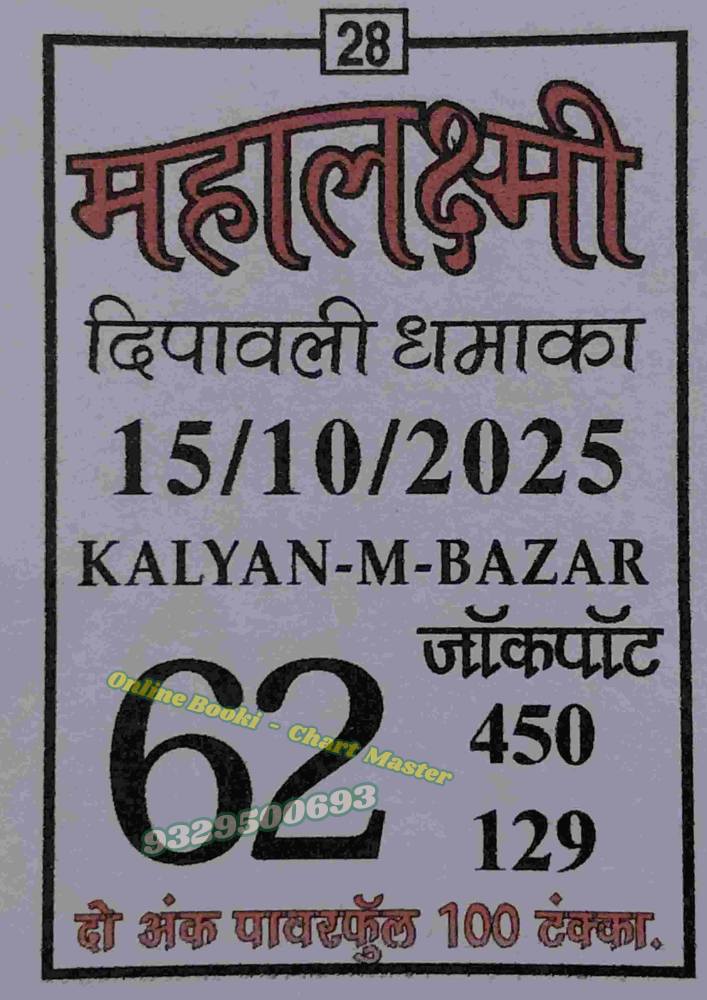 28
महालक्ष्मी
दिपावली धमाका
15/10/2025
KALYAN-M-BAZAR
62
जॉकपॉट
450
129
Online Booki - Chart Master
9329500693
दो अंक पावरफुॅल 100 टंक्का.